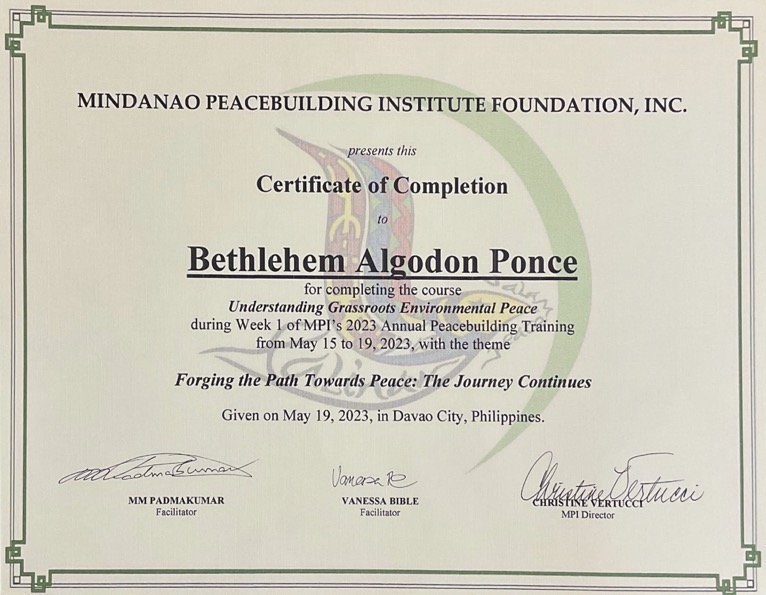 MINDANAO PEACEBUILDING INSTITUTE FOUNDATION, INC.
presents this
Certificate of Completion
to
Bethlehem Algodon Ponce
for completing the course
Understanding Grassroots Environmental Peace
during Week 1 of MPI's 2023 Annual Peacebuilding Training
from May 15 to 19, 2023, with the theme
Forging the Path Towards Peace: The Journey Continues
Given on May 19, 2023, in Davao City, Philippines.
Christine Vertucci
MM PADMAKUMAR
VANESSA BIBLE
CHRISTINE VERTUCCI
Facilitator
Facilitator
MPI Director